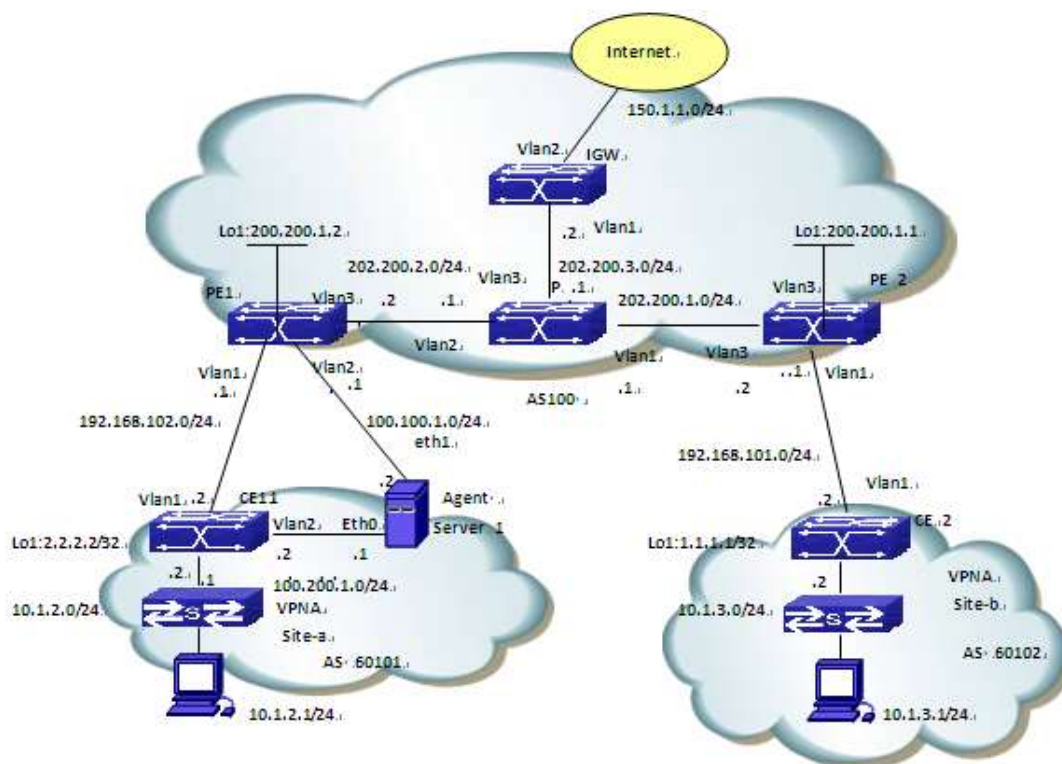 Internet
150.1.1.0/24
Vlan2
IGW
.2
Vlan1
Lo1:200.200.1.2
Lo1:200.200.1.1
202.200.2.0/24
Vlan3
202.200.3.0/24
P
.1
Vlan3
PE 2
PE1
Vlan3
.2
.1
202.200.1.0/24
Vlan2
Vlan1
.1
Vlan2
.1
Vlan1
.1
Vlan3
.2
.1
Vlan1
AS100
192.168.102.0/24
100.100.1.0/24
eth1
192.168.101.0/24
Vlan1
.2
CE11
.2
Agent
Server 1
Vlan1
.2
CE 2
Vlan2
Eth0
Lo1:2.2.2.2/32
.2
.1
Lo1:1.1.1.1/32
.2
.1
100.200.1.0/24
.2
VPNA
10.1.2.0/24
S
VPNA
10.1.3.0/24
S
Site-b
Site-a
AS 60101
AS 60102
10.1.2.1/24
10.1.3.1/24